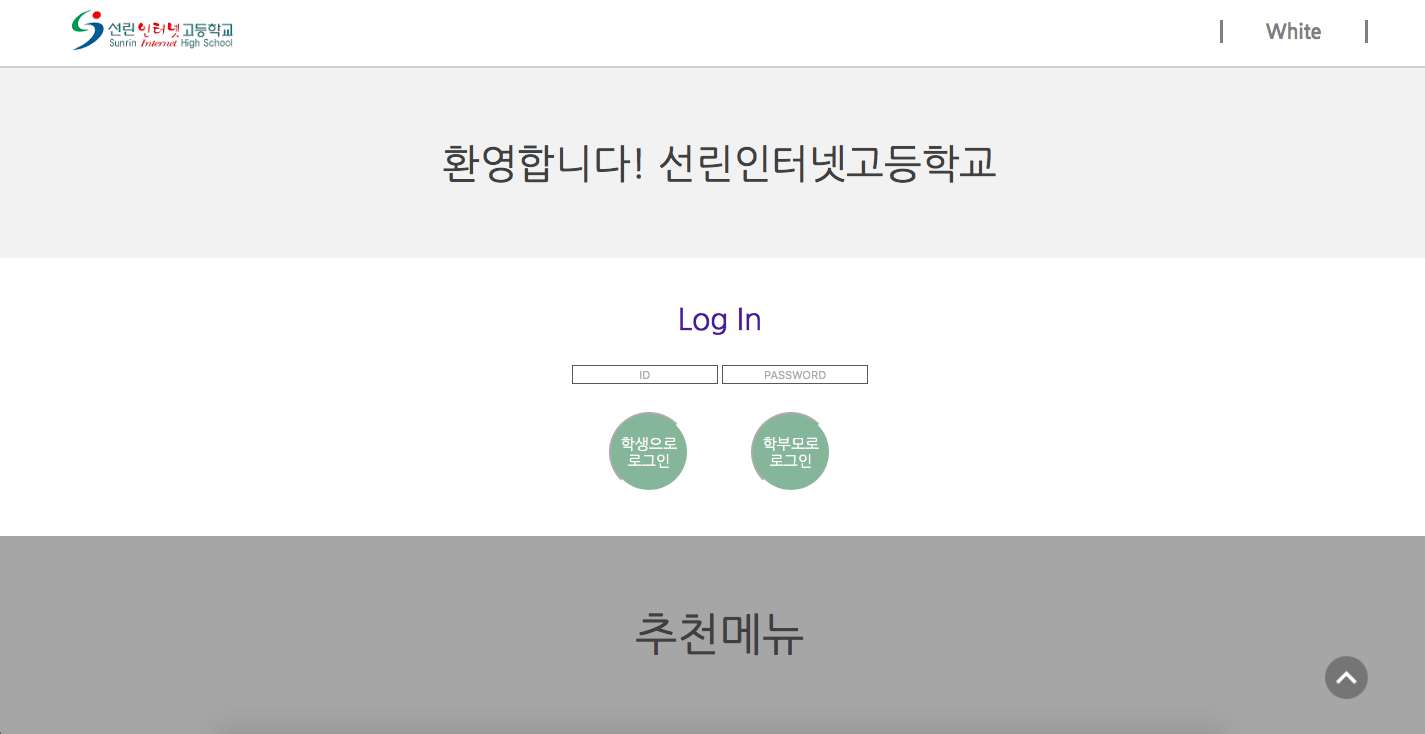 선린인터넷고등학교
Sunrin Internet High School
White
환영합니다! 선린인터넷고등학교
Log In
ID
PASSWORD
학생으로
로그인
학부모로
로그인
추천메뉴